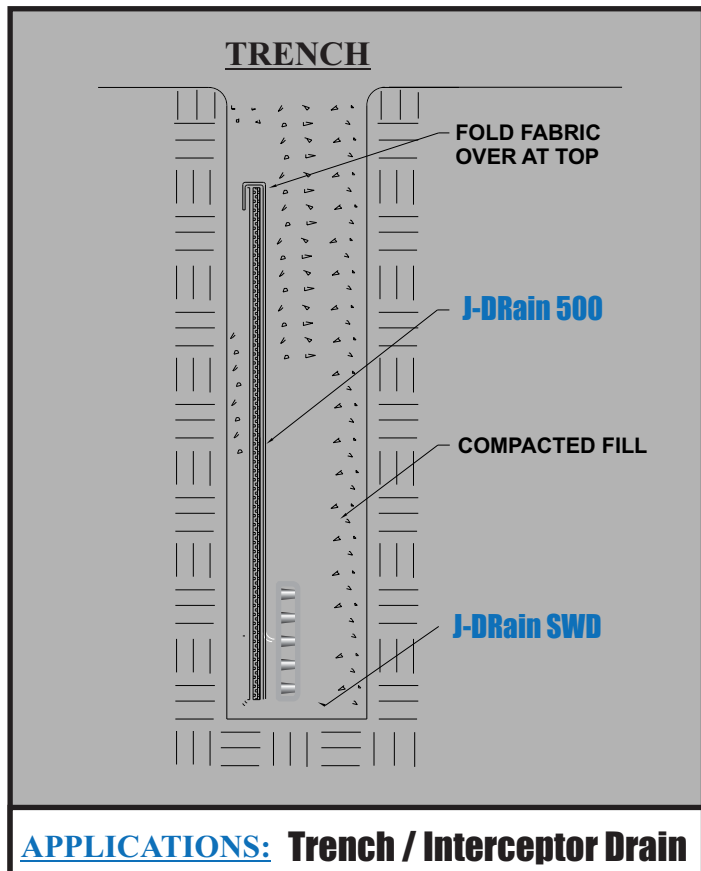 TRENCH
FOLD FABRIC
OVER AT TOP
J-DRain 500
COMPACTED FILL
J-DRain SWD
APPLICATIONS: Trench / Interceptor Drain